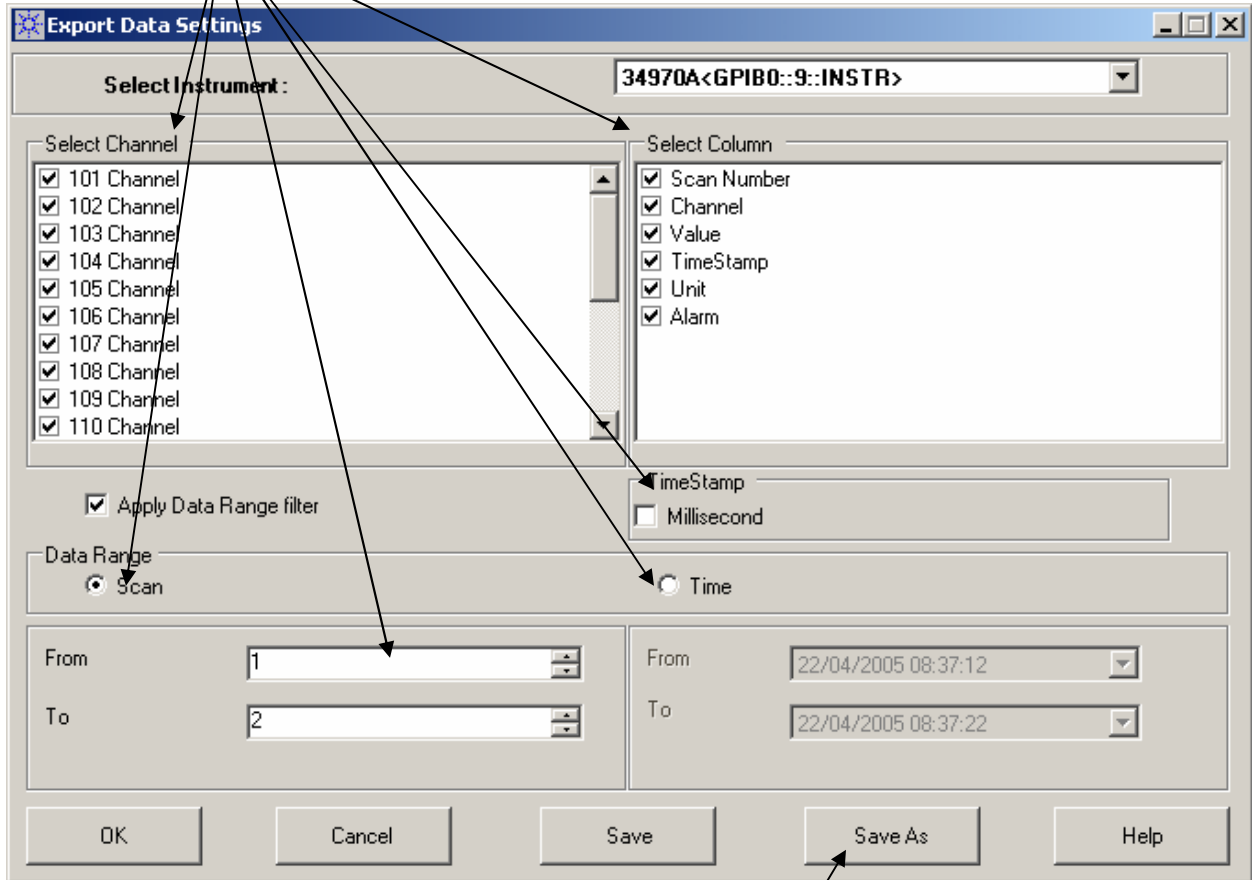 Export Data Settings
Select Instrument :
34970A<GPIB0::9::INSTR>
Select Channel
101 Channel
102 Channel
103 Channel
104 Channel
105 Channel
106 Channel
107 Channel
108 Channel
109 Channel
110 Channel
Select Column
Scan Number
Channel
Value
TimeStamp
Unit
Alarm
Apply Data Range filter
TimeStamp
Millisecond
Data Range
Scan
Time
From
1
To
2
From
22/04/2005 08:37:12
To
22/04/2005 08:37:22
OK
Cancel
Save
Save As
Help